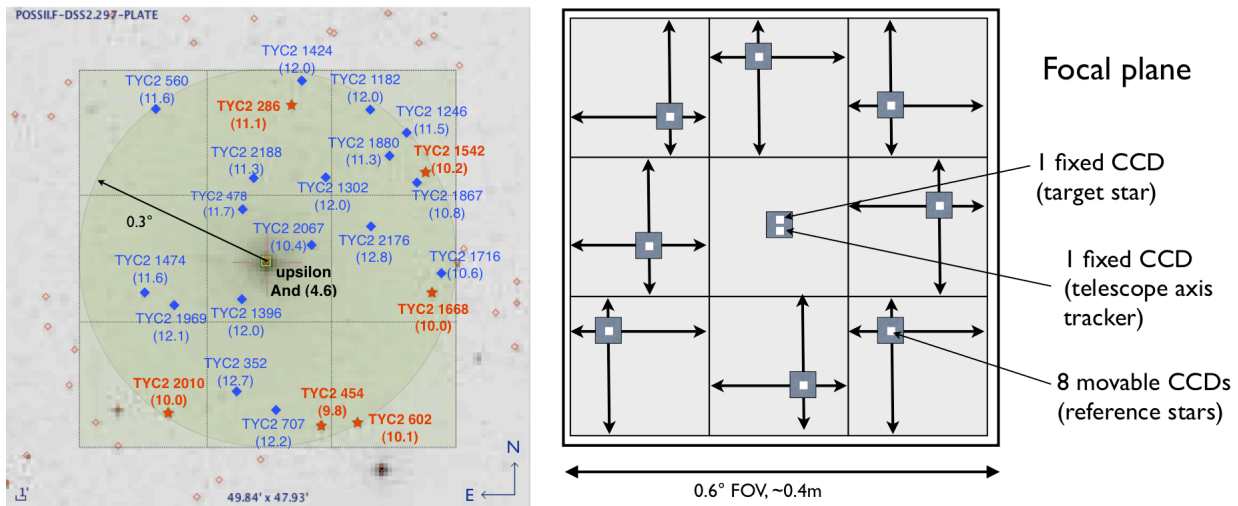 POSSII.F-DSS2.297-PLATE
TYC2 1424
(12.0)
TYC2 560
(11.6)
TYC2 1182
(12.0)
TYC2 286
(11.1)
TYC2 1246
(11.5)
TYC2 1880
(11.3)
TYC2 1542
(10.2)
TYC2 2188
(11.3)
TYC2 1302
(12.0)
TYC2 1867
(10.8)
TYC2 478
(11.7)
0.3°
TYC2 2067
(10.4)
TYC2 2176
(12.8)
TYC2 1716
(10.6)
TYC2 1474
(11.6)
upsilon
And (4.6)
TYC2 1668
(10.0)
TYC2 1969
(12.1)
TYC2 1396
(12.0)
TYC2 352
(12.7)
TYC2 2010
(10.0)
TYC2 454
(9.8)
TYC2 602
(10.1)
TYC2 707
(12.2)
N
E
1'
49.84' x 47.93'
Focal plane
1 fixed CCD
(target star)
1 fixed CCD
(telescope axis
tracker)
8 movable CCDs
(reference stars)
0.6° FOV, ~0.4m